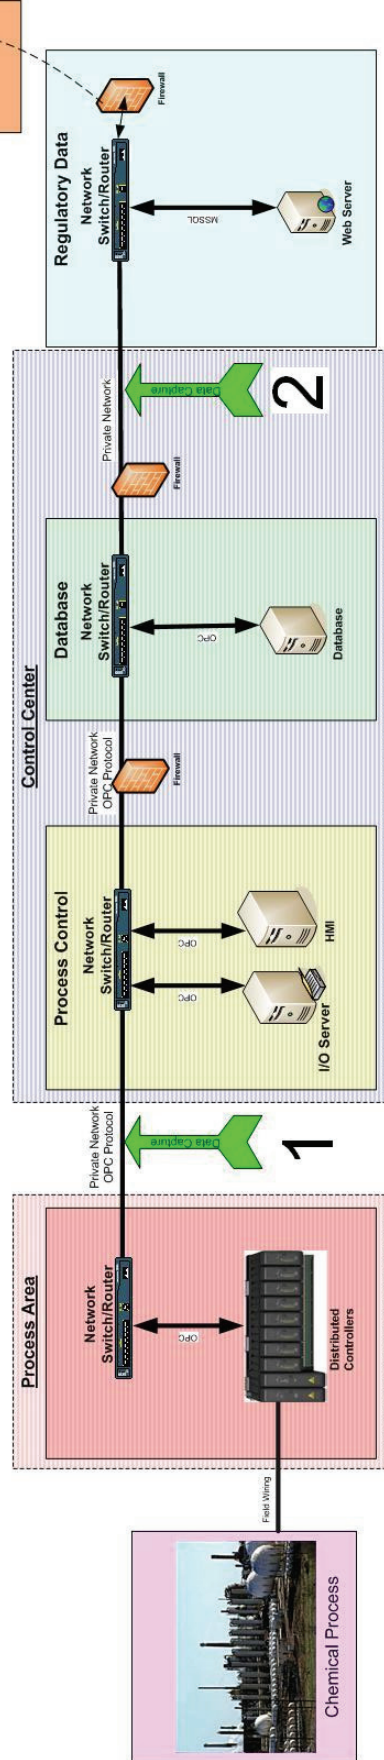 Chemical Process
Field Wiring
Process Area
Network
Switch/Router
OPC
Distributed
Controllers
Private Network
OPC Protocol
Data Capture
1
Control Center
Process Control
Network
Switch/Router
OPC
OPC
I/O Server
HMI
Private Network
OPC Protocol
Firewall
Database
Network
Switch/Router
OPC
Database
Firewall
Private Network
Data Capture
2
Regulatory Data
Network
Switch/Router
MSSQL
Web Server
Firewall